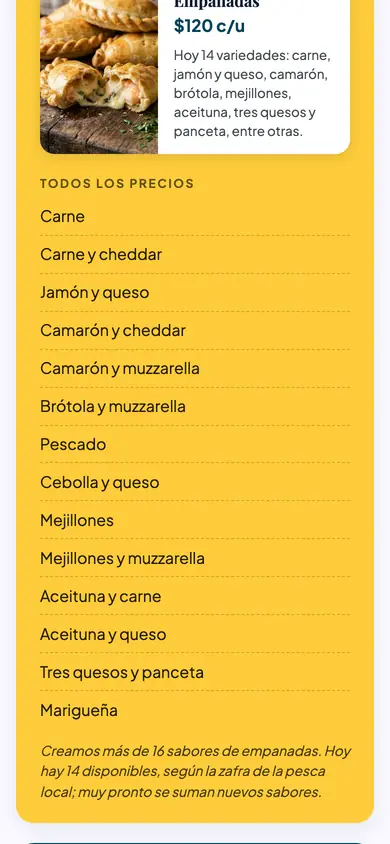 Empanadas
$120 c/u
Hoy 14 variedades: carne,
jamón y queso, camarón,
brótola, mejillones,
aceituna, tres quesos y
panceta, entre otras.
TODOS LOS PRECIOS
Carne
Carne y cheddar
Jamón y queso
Camarón y cheddar
Camarón y muzzarella
Brótola y muzzarella
Pescado
Cebolla y queso
Mejillones
Mejillones y muzzarella
Aceituna y carne
Aceituna y queso
Tres quesos y panceta
Marigueña
Creamos más de 16 sabores de empanadas. Hoy
hay 14 disponibles, según la zafra de la pesca
local; muy pronto se suman nuevos sabores.